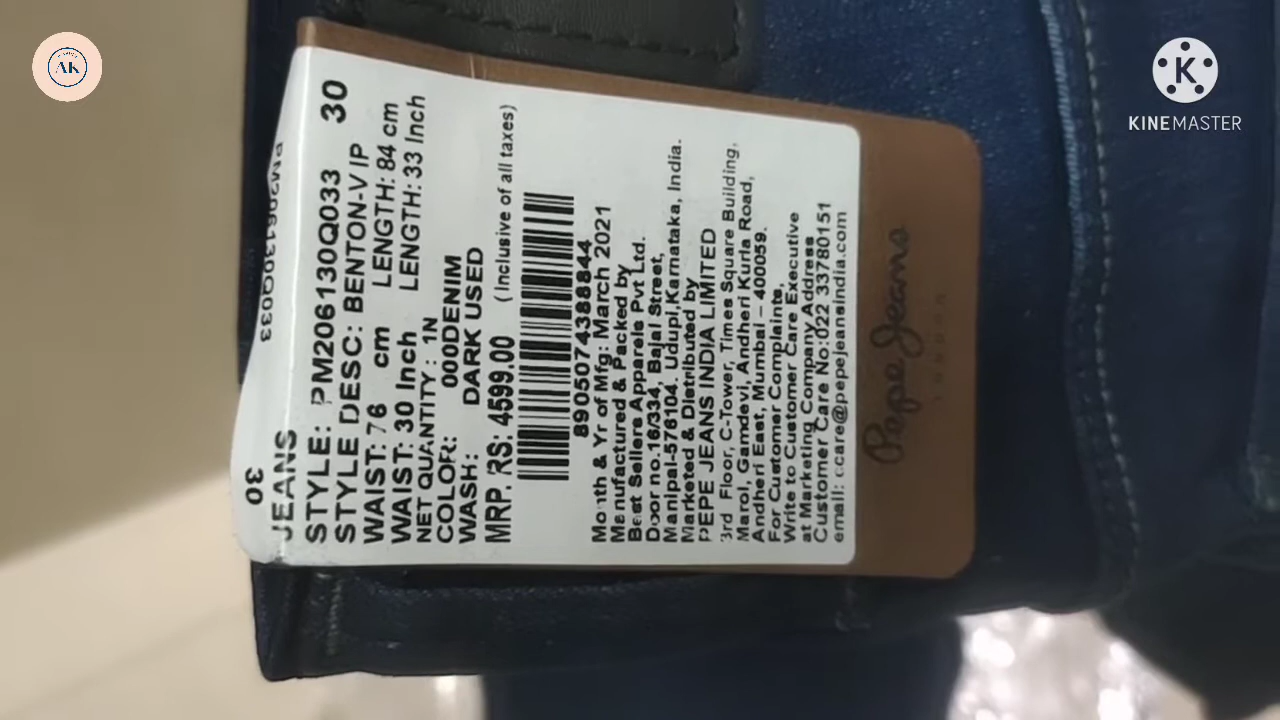 AK
KINEMASTER
PM206130Q033
30
JEANS
STYLE: PM206130Q033 30
STYLE DESC: BENTON-VIP
WAIST: 76 cm LENGTH: 84 cm
WAIST: 30 Inch LENGTH: 33 Inch
NET QUANTITY : 1N
COLOR: 000DENIM
WASH: DARK USED
MRP. RS: 4599.00 (Inclusive of all taxes)
8905074388844
Month & Yr of Mfg: March 2021
Manufactured & Packed by
Best Sellers Apparels Pvt Ltd.
Door no.16/334, Bajal Street,
Manipal-576104. Udupi,Karnataka, India.
Marketed & Distributed by
PEPE JEANS INDIA LIMITED
3rd Floor, C-Tower, Times Square Building,
Marol, Gamdevi, Andheri Kurla Road,
Andheri East, Mumbai – 400059.
For Customer Complaints,
Write to Customer Care Executive
at Marketing Company Address
Customer Care No:022 33780151
email: ccare@pepejeansindia.com
Pepe Jeans
LONDON